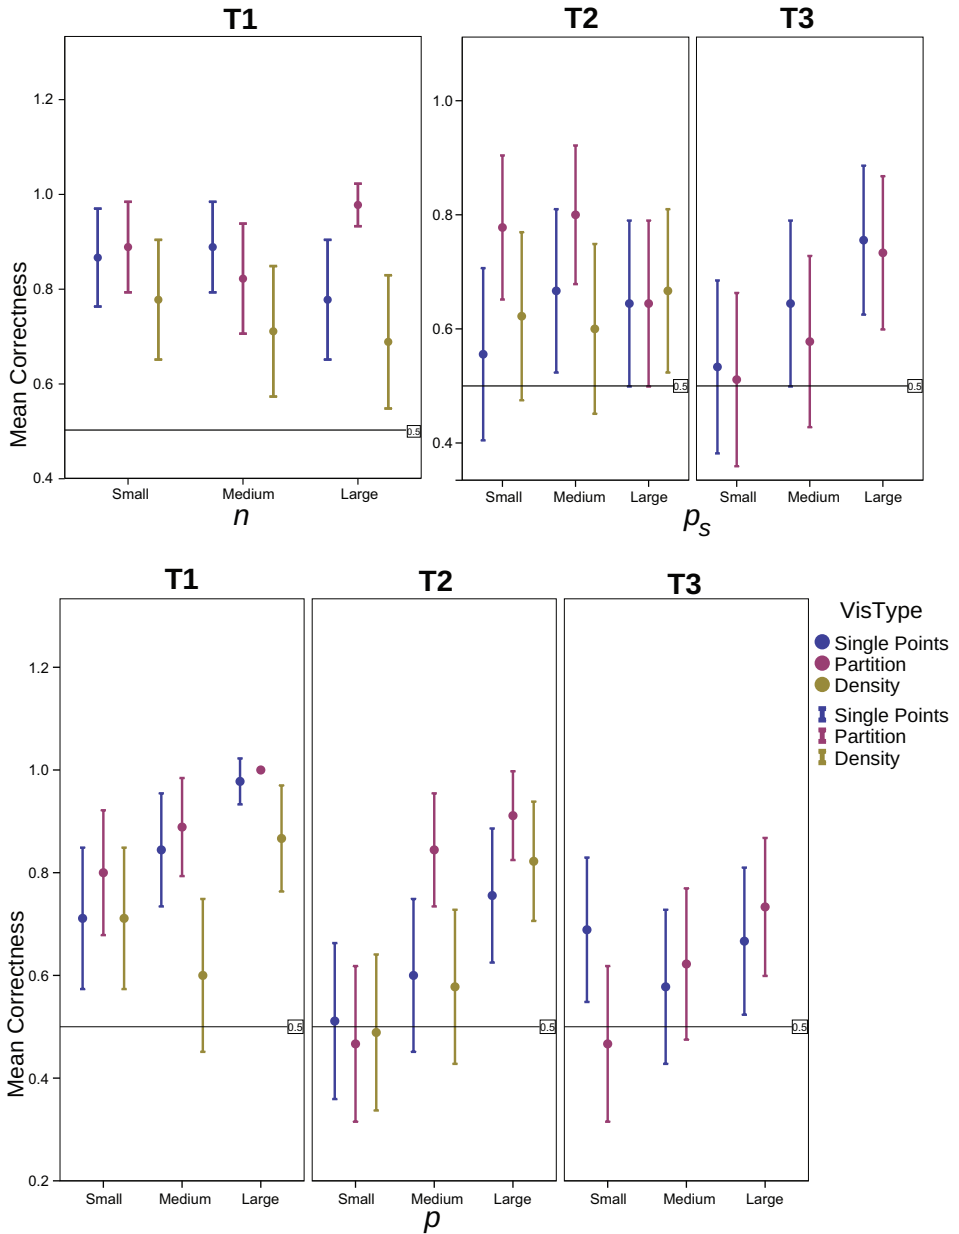 T1
T2
T3
Mean Correctness
1.2
1.0
0.8
0.6
0.4
0.5
Small
Medium
Large
n
1.0
0.8
0.6
0.4
0.5
0.5
Small
Medium
Large
Small
Medium
Large
ps
T1
T2
T3
Mean Correctness
1.2
1.0
0.8
0.6
0.4
0.2
0.5
0.5
0.5
Small
Medium
Large
Small
Medium
Large
Small
Medium
Large
p
VisType
Single Points
Partition
Density
Single Points
Partition
Density